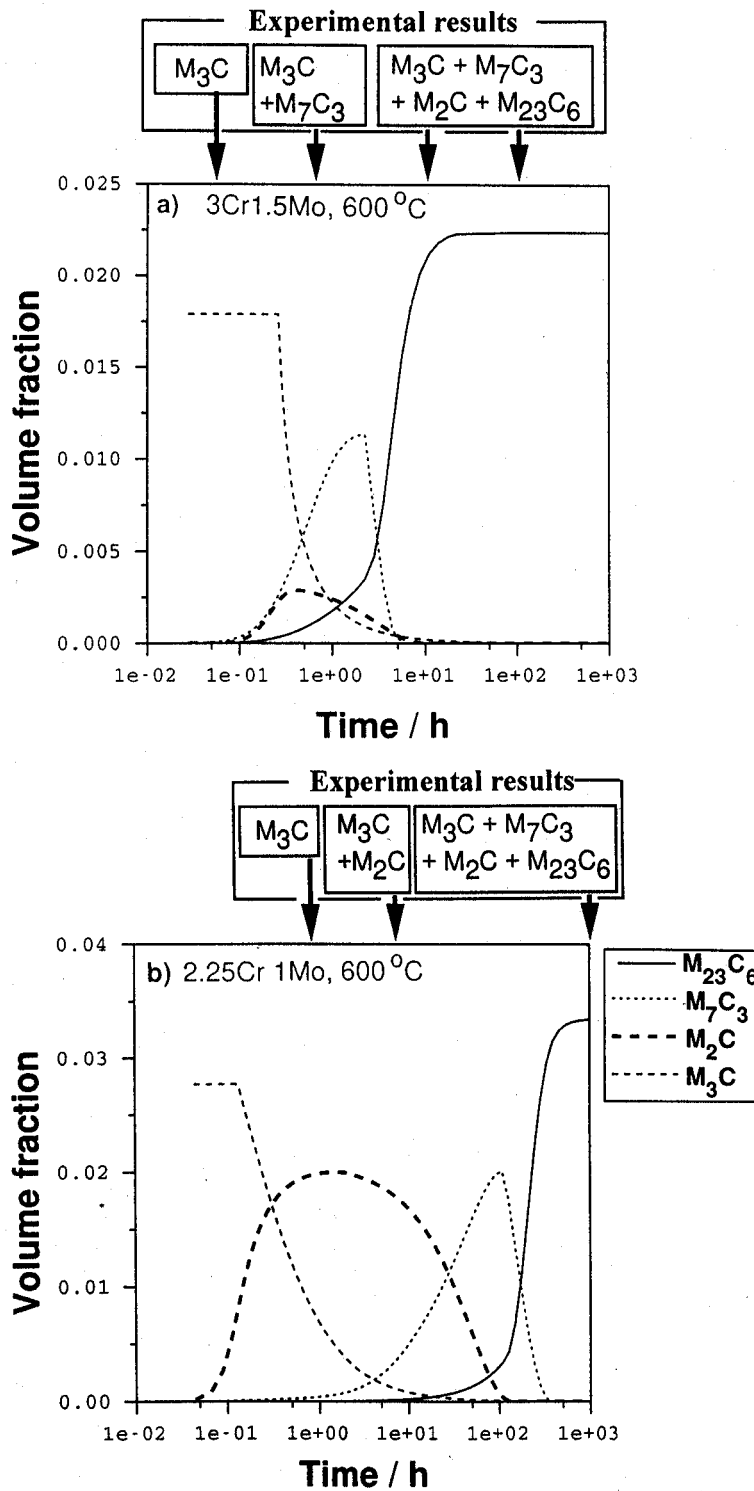 Experimental results
M3C
M3C
+M7C3
M3C + M7C3
+ M2C + M23C6
a) 3Cr1.5Mo, 600 °C
0.025
0.020
0.015
0.010
0.005
0.000
Volume fraction
1e-02 1e-01 1e+00 1e+01 1e+02 1e+03
Time / h
Experimental results
M3C
M3C
+M2C
M3C + M7C3
+ M2C + M23C6
b) 2.25Cr 1Mo, 600 °C
0.04
0.03
0.02
0.01
0.00
Volume fraction
M23C6
M7C3
M2C
M3C
1e-02 1e-01 1e+00 1e+01 1e+02 1e+03
Time / h